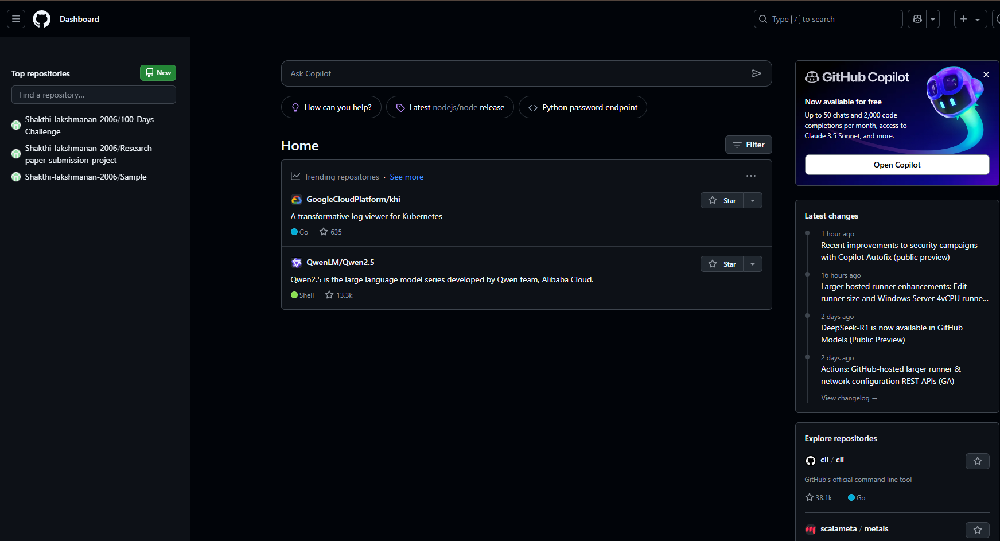 Dashboard
Type / to search
Top repositories
New
Find a repository...
Shakthi-lakshmanan-2006/100_Days-
Challenge
Shakthi-lakshmanan-2006/Research-
paper-submission-project
Shakthi-lakshmanan-2006/Sample
Ask Copilot
How can you help?
Latest nodejs/node release
Python password endpoint
Home
Filter
Trending repositories · See more
GoogleCloudPlatform/khi
Star
A transformative log viewer for Kubernetes
Go
635
QwenLM/Qwen2.5
Star
Qwen2.5 is the large language model series developed by Qwen team, Alibaba Cloud.
Shell
13.3k
GitHub Copilot
Now available for free
Up to 50 chats and 2,000 code
completions per month, access to
Claude 3.5 Sonnet, and more.
Open Copilot
Latest changes
1 hour ago
Recent improvements to security campaigns
with Copilot Autofix (public preview)
16 hours ago
Larger hosted runner enhancements: Edit
runner size and Windows Server 4vCPU runne...
2 days ago
DeepSeek-R1 is now available in GitHub
Models (Public Preview)
2 days ago
Actions: GitHub-hosted larger runner &
network configuration REST APIs (GA)
View changelog →
Explore repositories
cli / cli
GitHub's official command line tool
38.1k
Go
scalameta / metals